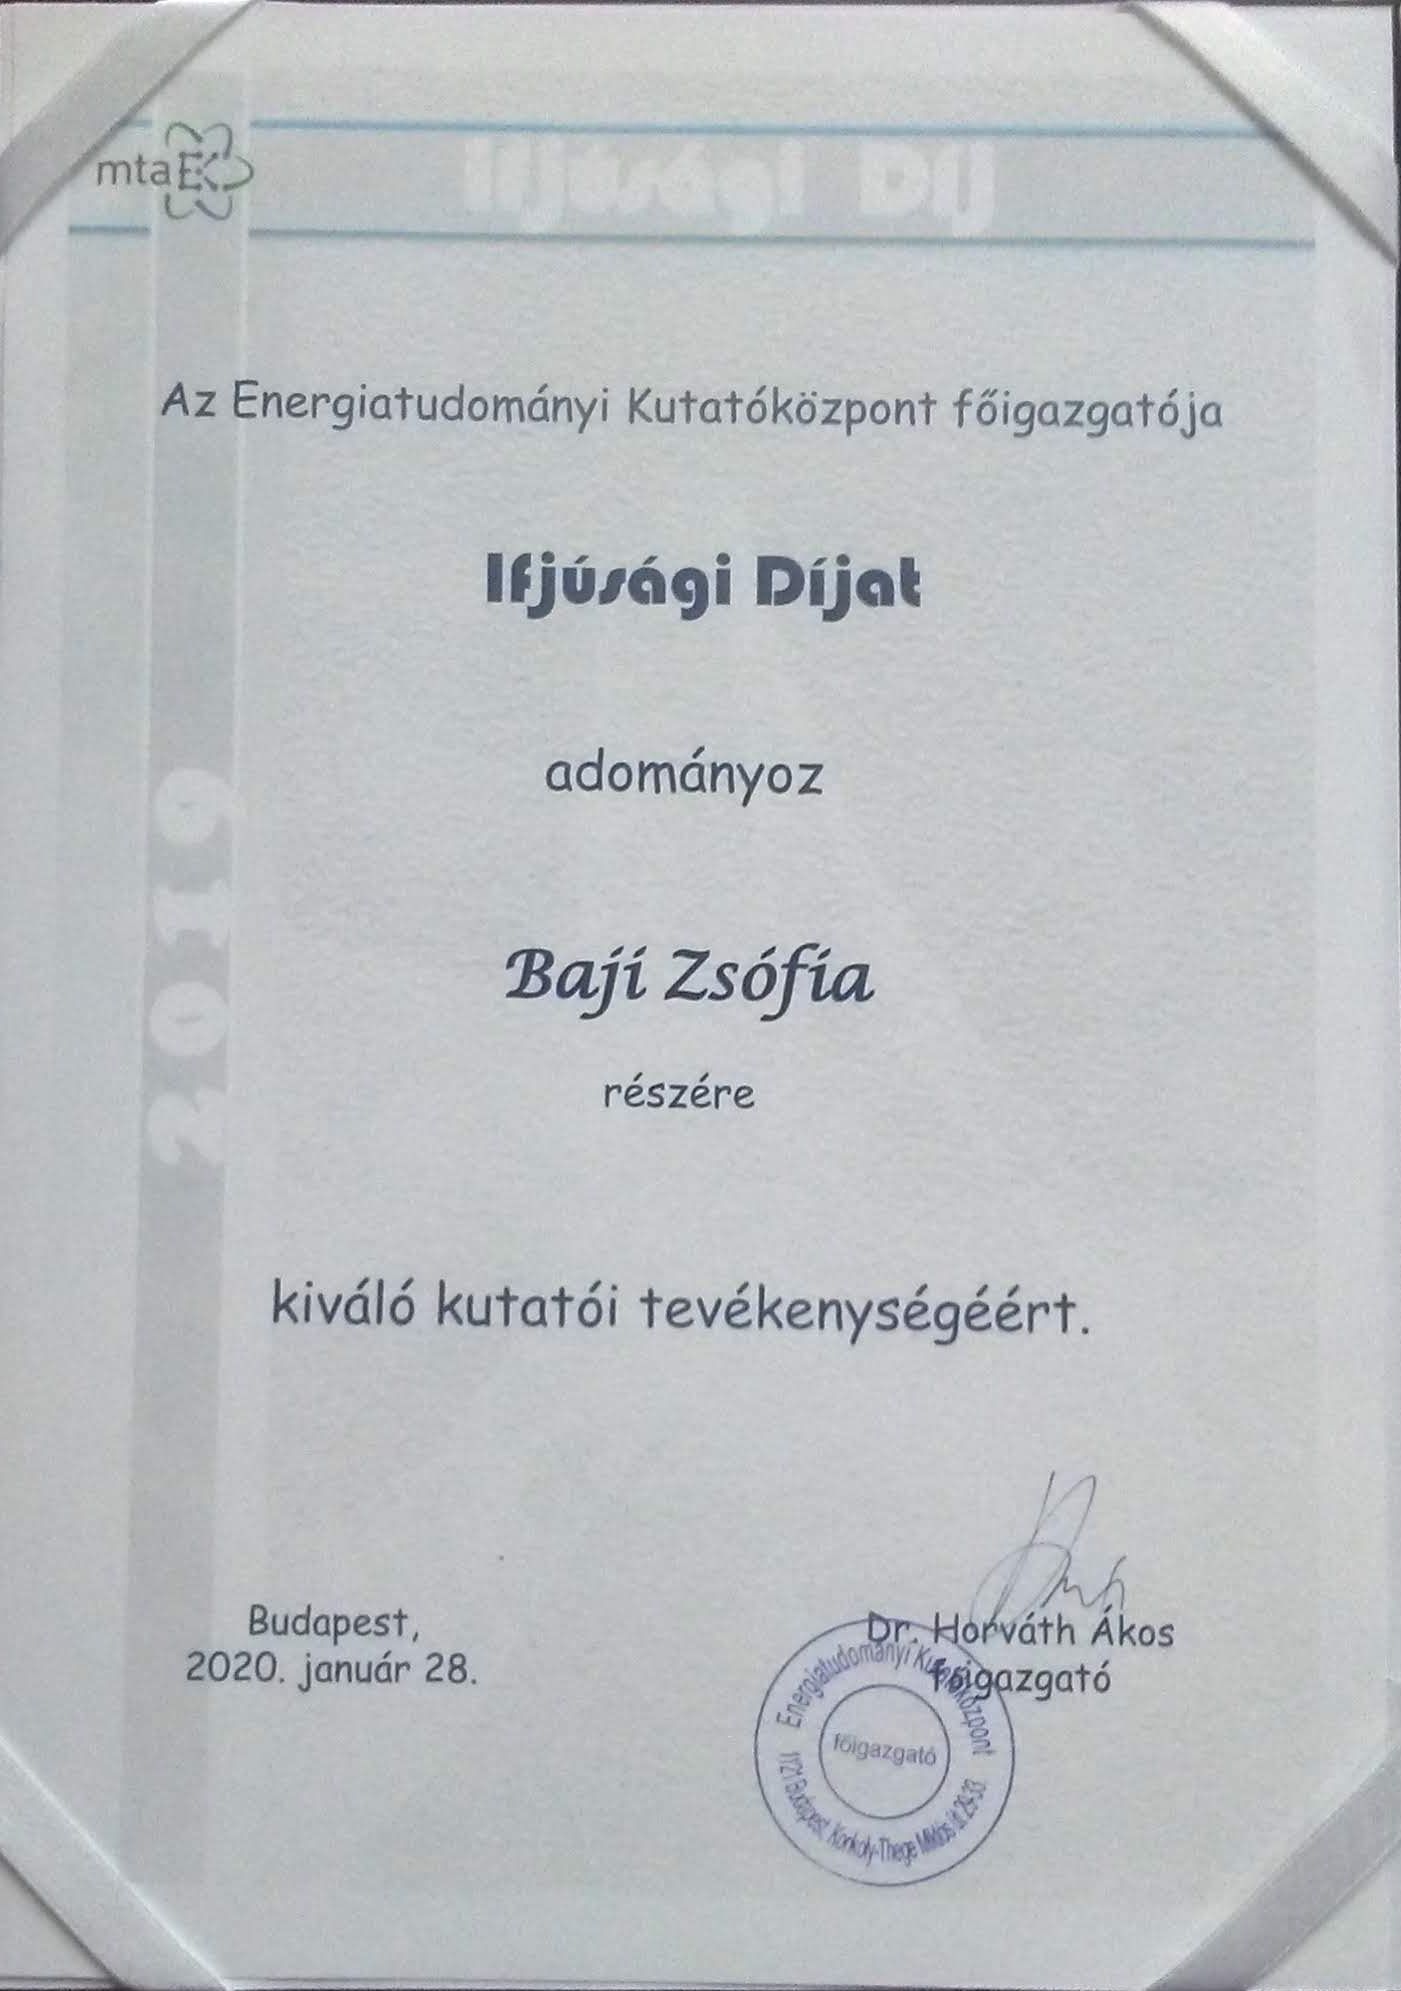 mtaEK
Ifjúsági Díj
Az Energiatudományi Kutatóközpont főigazgatója
Ifjúsági Díjat
adományoz
2019
Baji Zsófia
részére
kiváló kutatói tevékenységéért.
Budapest,
2020. január 28.
Dr. Horváth Ákos
főigazgató
Energiatudományi Kutatóközpont
főigazgató
1121 Budapest, Konkoly-Thege Miklós út 29-33.